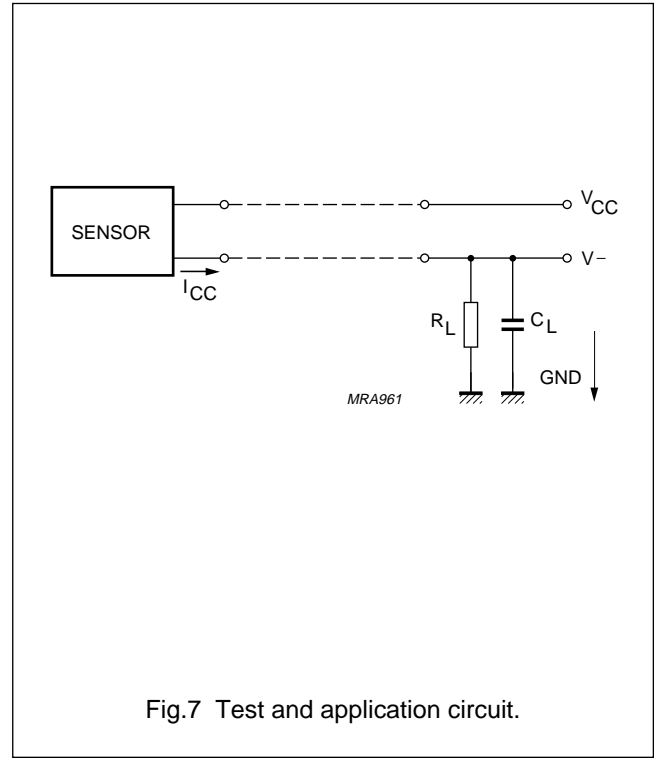 SENSOR
VCC
V–
ICC
RL
CL
GND
MRA961
Fig.7 Test and application circuit.